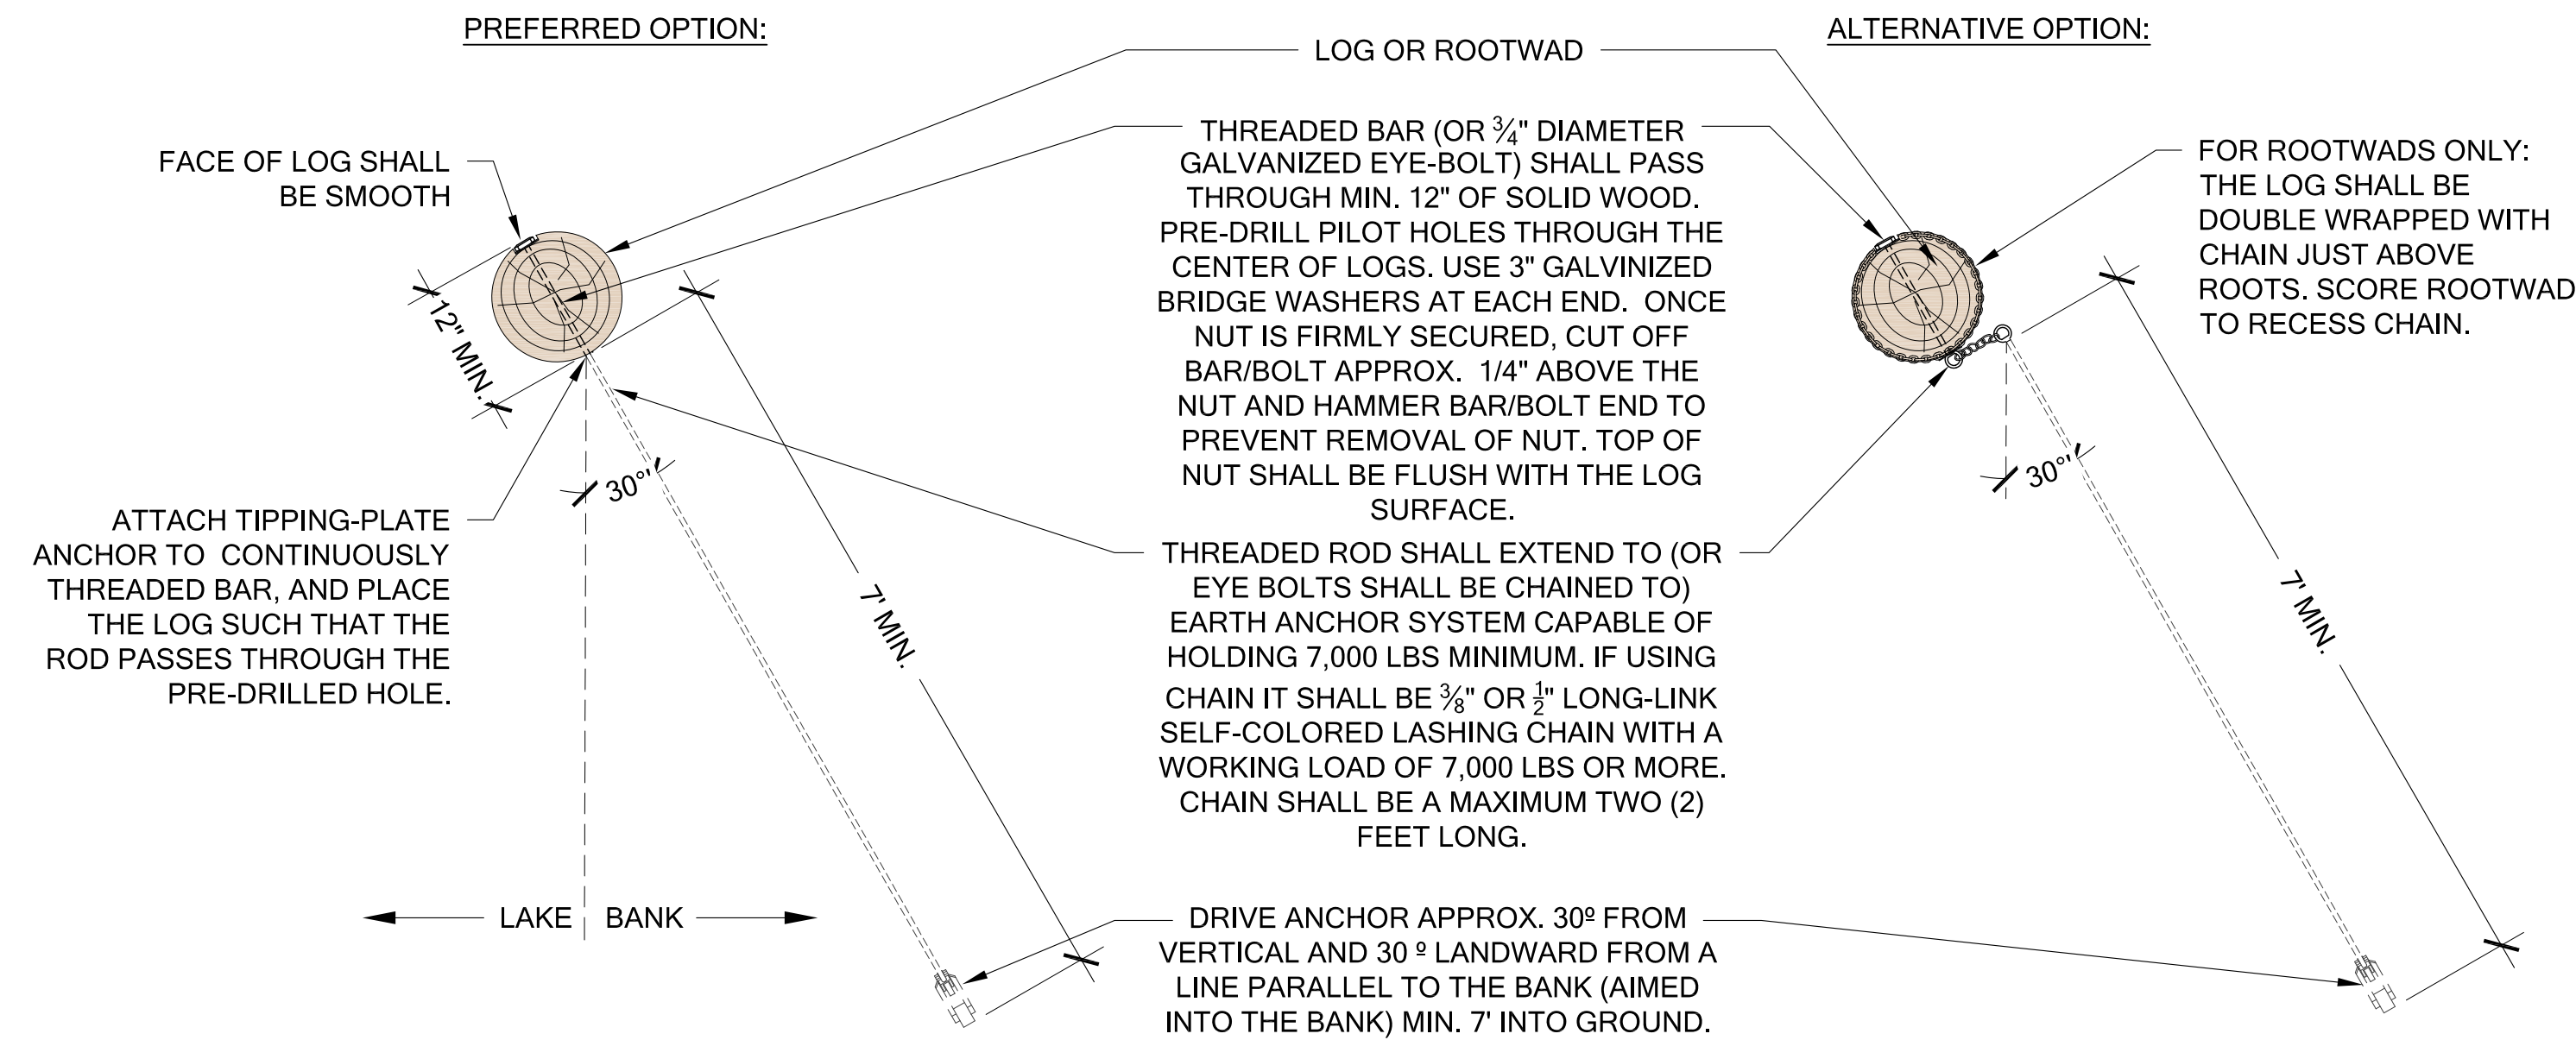 PREFERRED OPTION:
ALTERNATIVE OPTION:
LOG OR ROOTWAD
FACE OF LOG SHALL
BE SMOOTH
THREADED BAR (OR ¾" DIAMETER
GALVANIZED EYE-BOLT) SHALL PASS
THROUGH MIN. 12" OF SOLID WOOD.
PRE-DRILL PILOT HOLES THROUGH THE
CENTER OF LOGS. USE 3" GALVINIZED
BRIDGE WASHERS AT EACH END. ONCE
NUT IS FIRMLY SECURED, CUT OFF
BAR/BOLT APPROX. 1/4" ABOVE THE
NUT AND HAMMER BAR/BOLT END TO
PREVENT REMOVAL OF NUT. TOP OF
NUT SHALL BE FLUSH WITH THE LOG
SURFACE.
FOR ROOTWADS ONLY:
THE LOG SHALL BE
DOUBLE WRAPPED WITH
CHAIN JUST ABOVE
ROOTS. SCORE ROOTWAD
TO RECESS CHAIN.
12" MIN.
30°
7' MIN.
30°
7' MIN.
ATTACH TIPPING-PLATE
ANCHOR TO CONTINUOUSLY
THREADED BAR, AND PLACE
THE LOG SUCH THAT THE
ROD PASSES THROUGH THE
PRE-DRILLED HOLE.
THREADED ROD SHALL EXTEND TO (OR
EYE BOLTS SHALL BE CHAINED TO)
EARTH ANCHOR SYSTEM CAPABLE OF
HOLDING 7,000 LBS MINIMUM. IF USING
CHAIN IT SHALL BE ⅜" OR ½" LONG-LINK
SELF-COLORED LASHING CHAIN WITH A
WORKING LOAD OF 7,000 LBS OR MORE.
CHAIN SHALL BE A MAXIMUM TWO (2)
FEET LONG.
LAKE BANK
DRIVE ANCHOR APPROX. 30º FROM
VERTICAL AND 30 º LANDWARD FROM A
LINE PARALLEL TO THE BANK (AIMED
INTO THE BANK) MIN. 7' INTO GROUND.